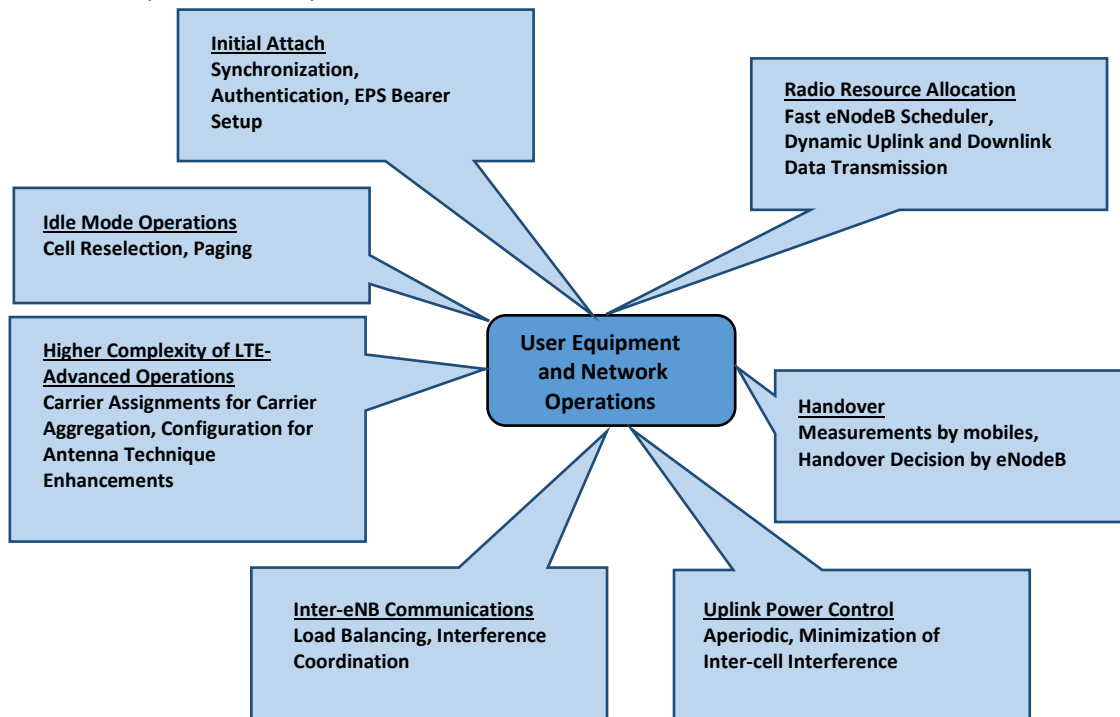 Initial Attach
Synchronization,
Authentication, EPS Bearer
Setup
Radio Resource Allocation
Fast eNodeB Scheduler,
Dynamic Uplink and Downlink
Data Transmission
Idle Mode Operations
Cell Reselection, Paging
Higher Complexity of LTE-
Advanced Operations
Carrier Assignments for Carrier
Aggregation, Configuration for
Antenna Technique
Enhancements
User Equipment
and Network
Operations
Handover
Measurements by mobiles,
Handover Decision by eNodeB
Inter-eNB Communications
Load Balancing, Interference
Coordination
Uplink Power Control
Aperiodic, Minimization of
Inter-cell Interference